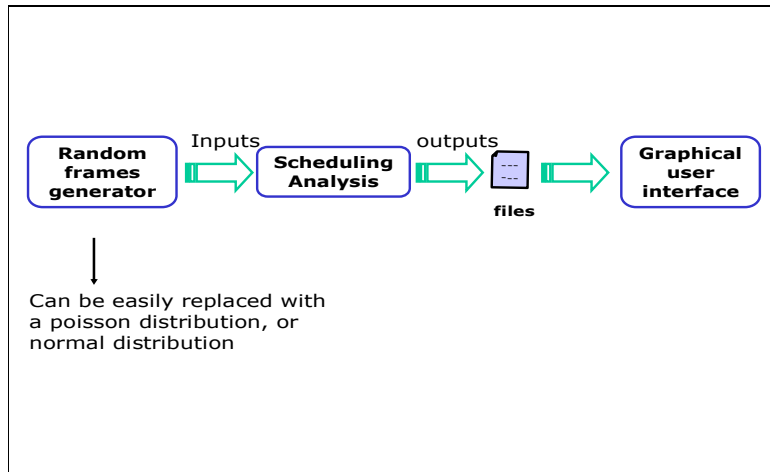 Random
frames
generator
Inputs
Scheduling
Analysis
outputs
files
Graphical
user
interface
Can be easily replaced with
a poisson distribution, or
normal distribution